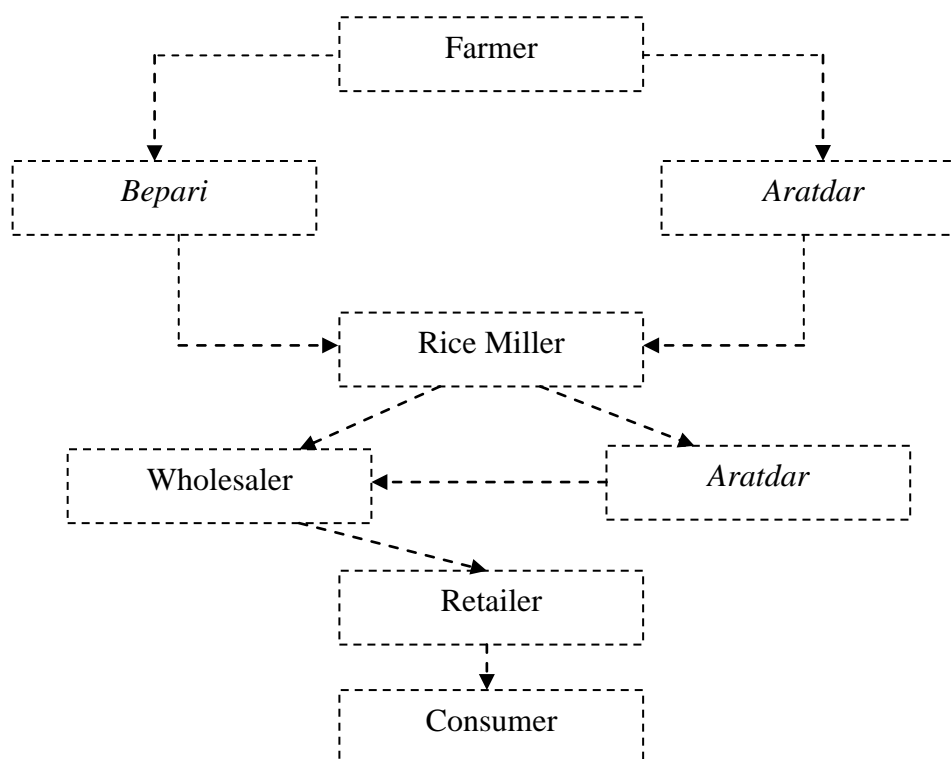 Farmer
Bepari
Aratdar
Rice Miller
Wholesaler
Aratdar
Retailer
Consumer